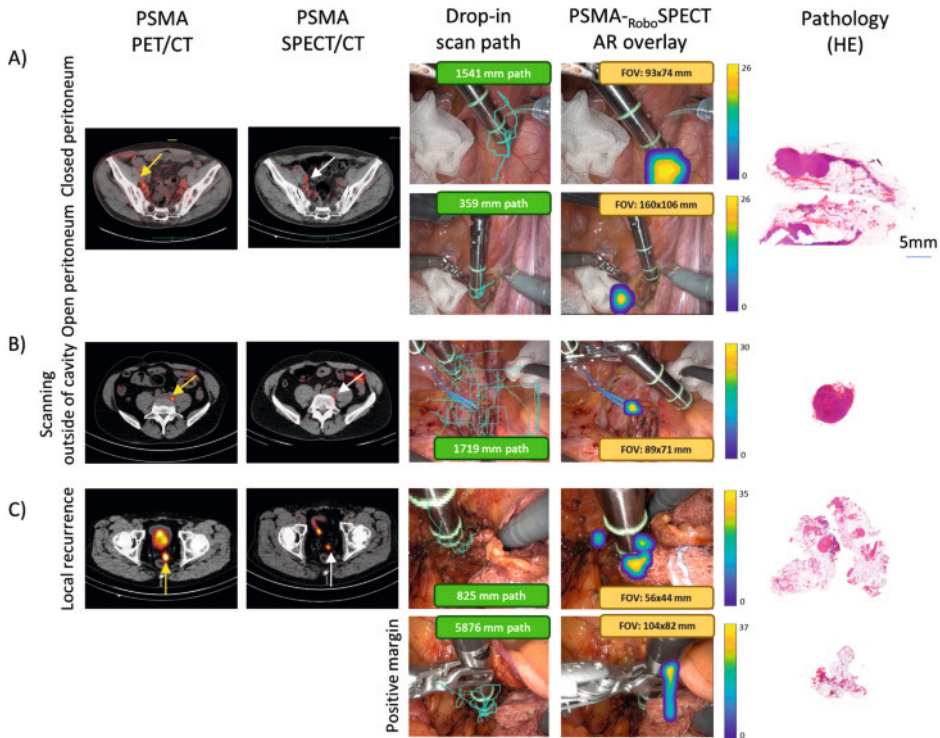 PSMA
PET/CT
PSMA
SPECT/CT
Drop-in
scan path
PSMA-RoboSPECT
AR overlay
Pathology
(HE)
A)
Closed peritoneum
1541 mm path
FOV: 93x74 mm
26
0
Open peritoneum
359 mm path
FOV: 160x106 mm
26
0
5mm
B)
Scanning
outside of cavity
1719 mm path
FOV: 89x71 mm
30
0
C)
Local recurrence
825 mm path
FOV: 56x44 mm
35
0
Positive margin
5876 mm path
FOV: 104x82 mm
37
0